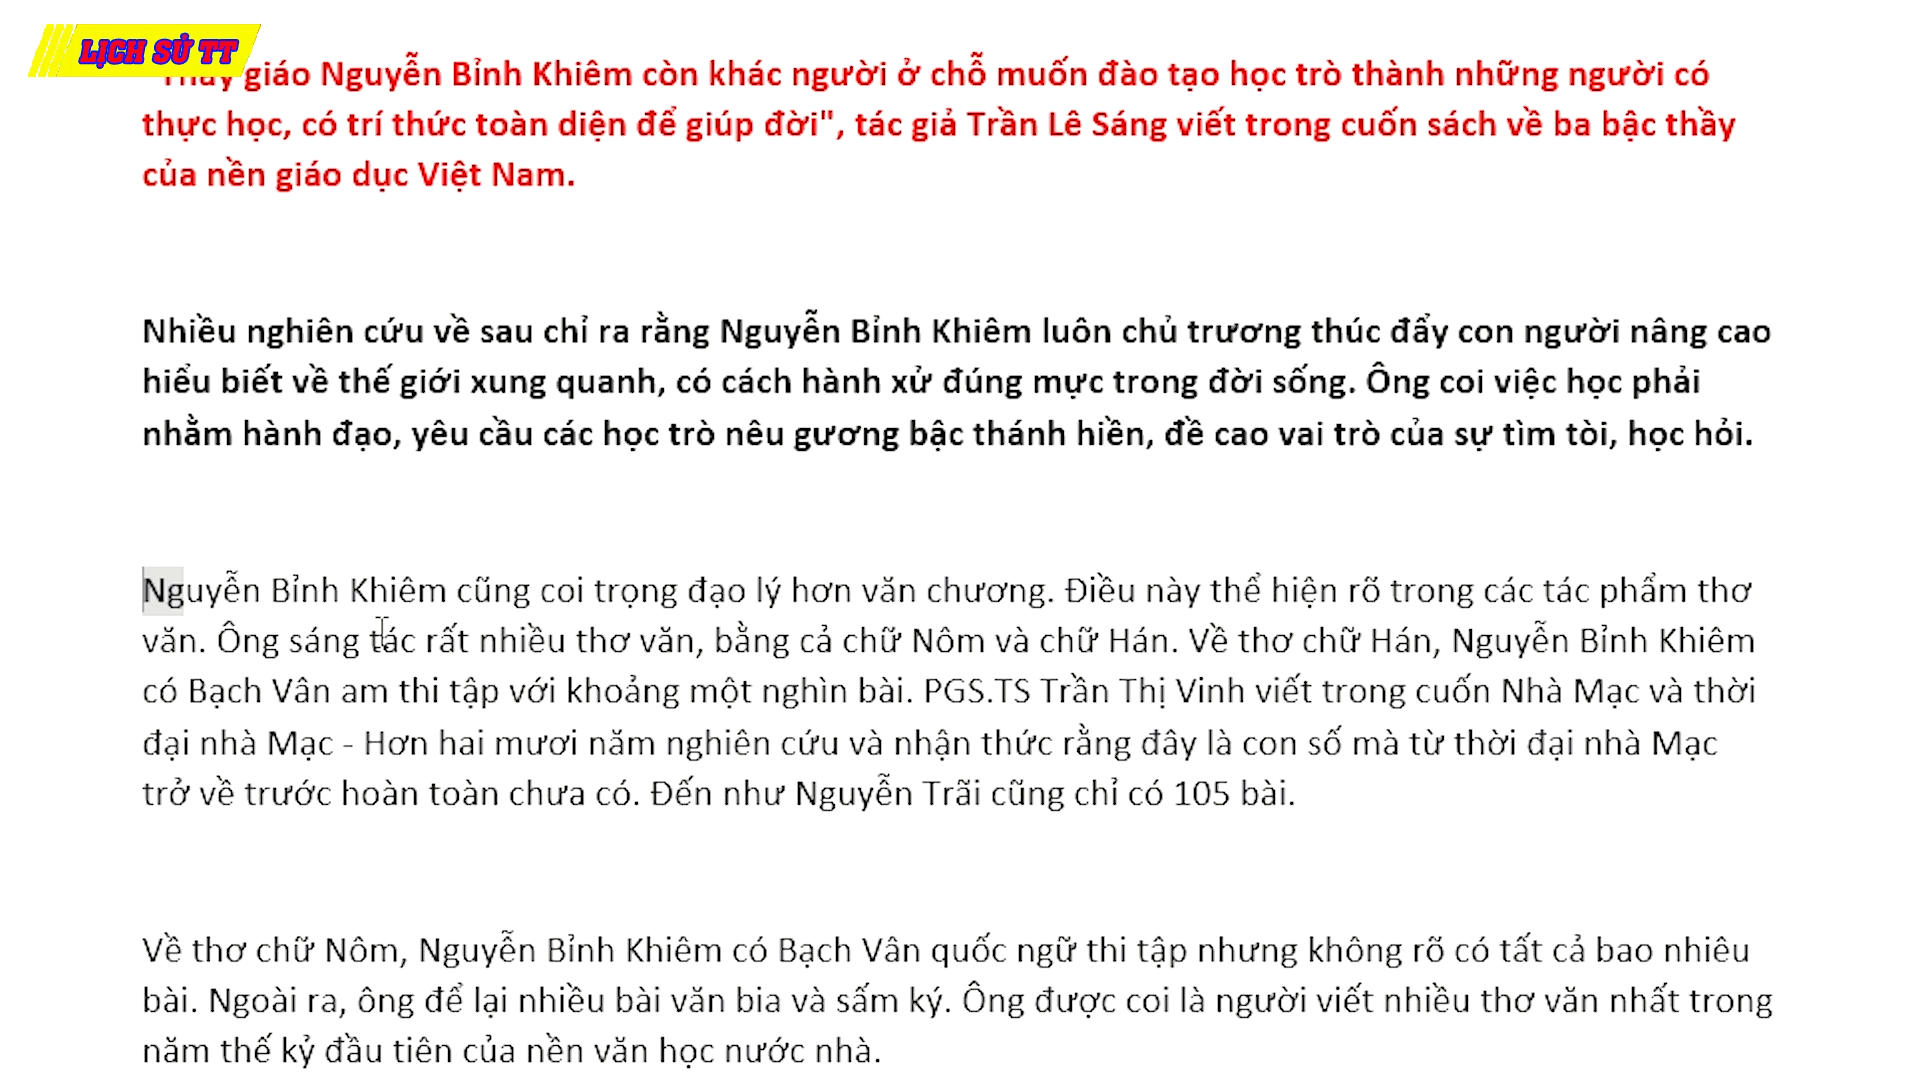 LỊCH SỬ TT
"Thầy giáo Nguyễn Bỉnh Khiêm còn khác người ở chỗ muốn đào tạo học trò thành những người có
thực học, có trí thức toàn diện để giúp đời", tác giả Trần Lê Sáng viết trong cuốn sách về ba bậc thầy
của nền giáo dục Việt Nam.
Nhiều nghiên cứu về sau chỉ ra rằng Nguyễn Bỉnh Khiêm luôn chủ trương thúc đẩy con người nâng cao
hiểu biết về thế giới xung quanh, có cách hành xử đúng mực trong đời sống. Ông coi việc học phải
nhằm hành đạo, yêu cầu các học trò nêu gương bậc thánh hiền, đề cao vai trò của sự tìm tòi, học hỏi.
Nguyễn Bỉnh Khiêm cũng coi trọng đạo lý hơn văn chương. Điều này thể hiện rõ trong các tác phẩm thơ
văn. Ông sáng tác rất nhiều thơ văn, bằng cả chữ Nôm và chữ Hán. Về thơ chữ Hán, Nguyễn Bỉnh Khiêm
có Bạch Vân am thi tập với khoảng một nghìn bài. PGS.TS Trần Thị Vinh viết trong cuốn Nhà Mạc và thời
đại nhà Mạc - Hơn hai mươi năm nghiên cứu và nhận thức rằng đây là con số mà từ thời đại nhà Mạc
trở về trước hoàn toàn chưa có. Đến như Nguyễn Trãi cũng chỉ có 105 bài.
Về thơ chữ Nôm, Nguyễn Bỉnh Khiêm có Bạch Vân quốc ngữ thi tập nhưng không rõ có tất cả bao nhiêu
bài. Ngoài ra, ông để lại nhiều bài văn bia và sấm ký. Ông được coi là người viết nhiều thơ văn nhất trong
năm thế kỷ đầu tiên của nền văn học nước nhà.